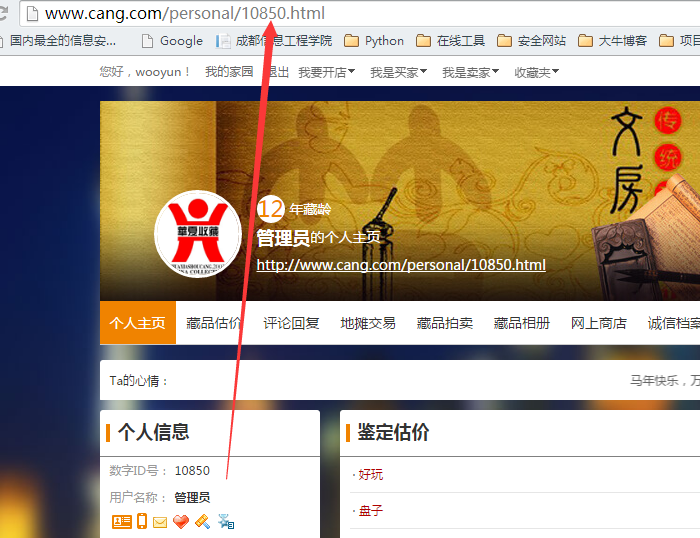 www.cang.com/personal/10850.html
国内最全的信息安... Google 成都信息工程学院 Python 在线工具 安全网站 大牛博客 项目
您好，wooyun！ 我的家园 退出 我要开店 我是买家 我是卖家 收藏夹
文房
传统
12 年藏龄
管理员的个人主页
http://www.cang.com/personal/10850.html
華夏收藏
个人主页 藏品估价 评论回复 地摊交易 藏品拍卖 藏品相册 网上商店 诚信档案
Ta的心情： 马年快乐，万
个人信息
数字ID号： 10850
用户名称： 管理员
鉴定估价
· 好玩
· 盘子